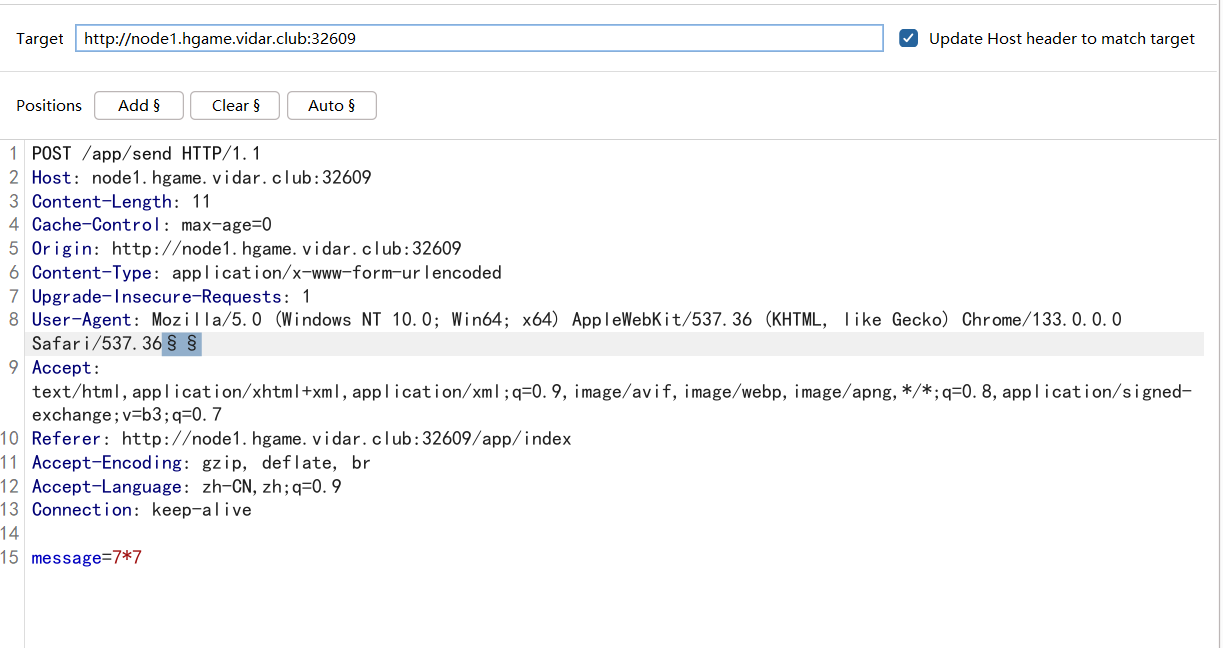 Target http://node1.hgame.vidar.club:32609 Update Host header to match target
Positions Add § Clear § Auto §
1 POST /app/send HTTP/1.1
2 Host: node1.hgame.vidar.club:32609
3 Content-Length: 11
4 Cache-Control: max-age=0
5 Origin: http://node1.hgame.vidar.club:32609
6 Content-Type: application/x-www-form-urlencoded
7 Upgrade-Insecure-Requests: 1
8 User-Agent: Mozilla/5.0 (Windows NT 10.0; Win64; x64) AppleWebKit/537.36 (KHTML, like Gecko) Chrome/133.0.0.0
Safari/537.36§ §
9 Accept:
text/html,application/xhtml+xml,application/xml;q=0.9,image/avif,image/webp,image/apng,*/*;q=0.8,application/signed-
exchange;v=b3;q=0.7
10 Referer: http://node1.hgame.vidar.club:32609/app/index
11 Accept-Encoding: gzip, deflate, br
12 Accept-Language: zh-CN,zh;q=0.9
13 Connection: keep-alive
14
15 message=7*7